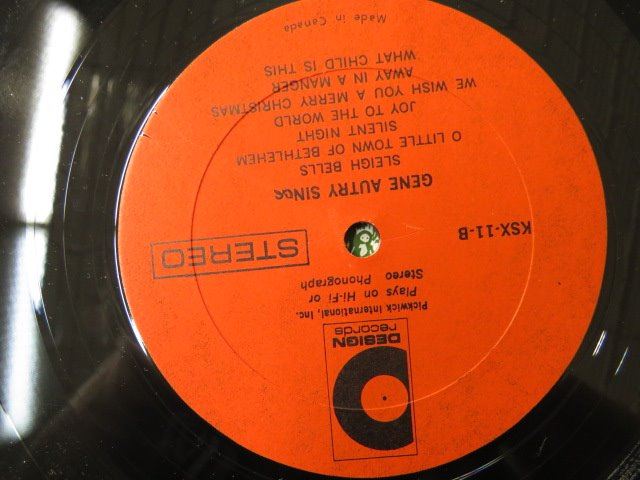 DESIGN
records
Pickwick International, Inc.
Plays on Hi-Fi or
Stereo Phonograph
STEREO
KSX-11-B
GENE AUTRY SINGS
SLEIGH BELLS
O LITTLE TOWN OF BETHLEHEM
SILENT NIGHT
JOY TO THE WORLD
WE WISH YOU A MERRY CHRISTMAS
AWAY IN A MANGER
WHAT CHILD IS THIS
Made in Canada